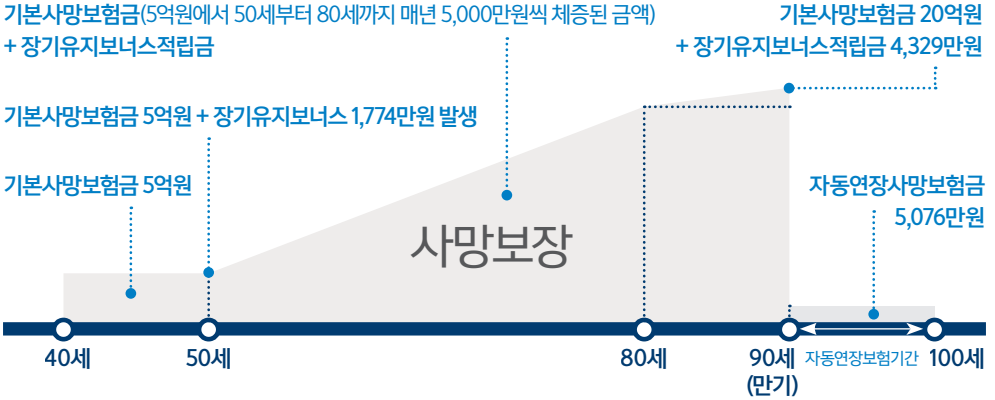 기본사망보험금(5억원에서 50세부터 80세까지 매년 5,000만원씩 체증된 금액)
+ 장기유지보너스적립금
기본사망보험금 20억원
+ 장기유지보너스적립금 4,329만원
기본사망보험금 5억원 + 장기유지보너스 1,774만원 발생
기본사망보험금 5억원
자동연장사망보험금
5,076만원
사망보장
40세
50세
80세
90세
(만기)
자동연장보험기간
100세